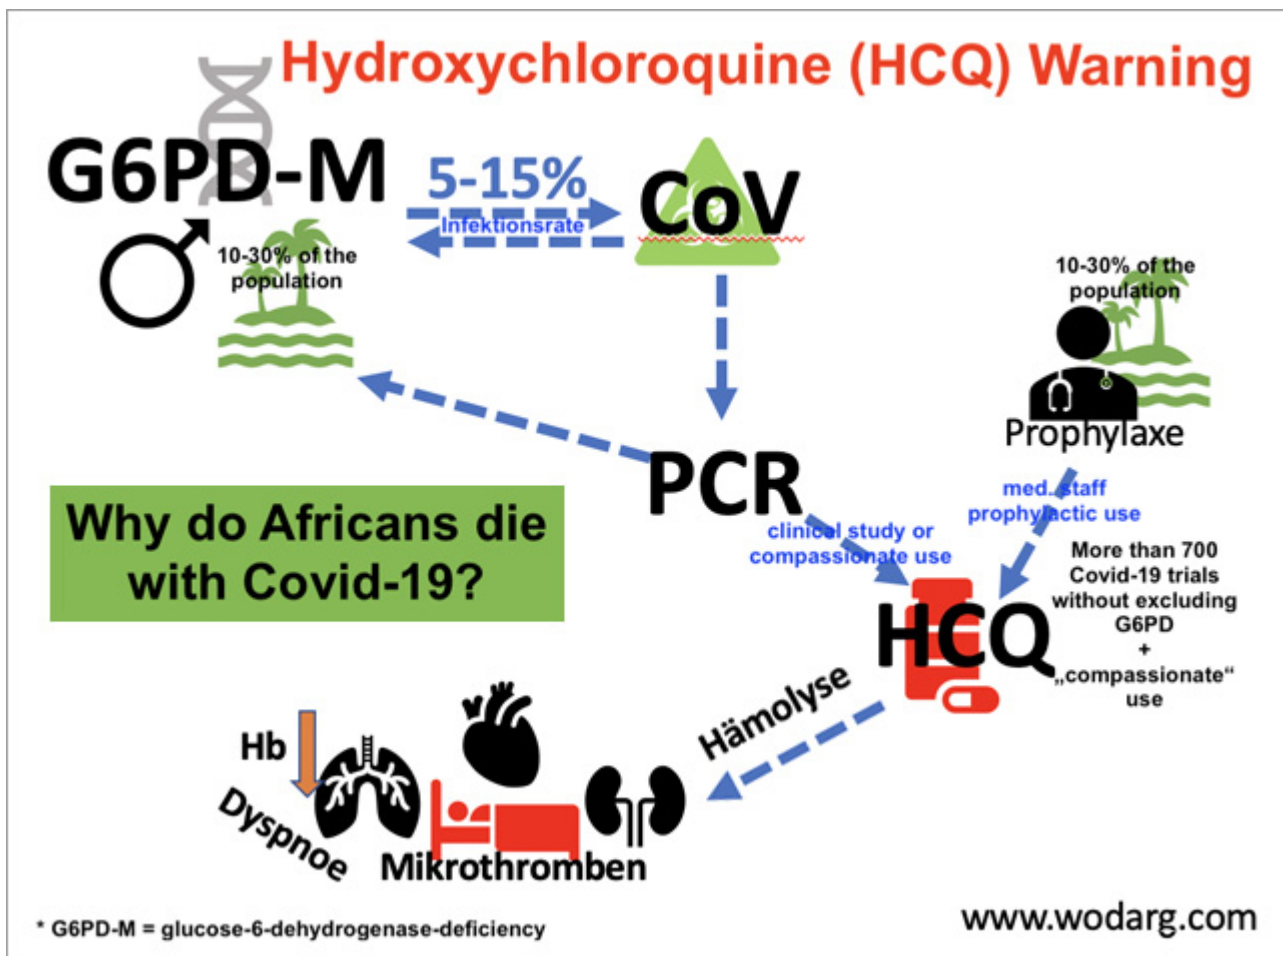 Hydroxychloroquine (HCQ) Warning
G6PD-M
5-15%
Infektionsrate
CoV
10-30% of the
population
10-30% of the
population
Prophylaxe
PCR
med. staff
prophylactic use
clinical study or
compassionate use
Why do Africans die
with Covid-19?
HCQ
More than 700
Covid-19 trials
without excluding
G6PD
+
„compassionate“
use
Hämolyse
Hb
Dyspnoe
Mikrothromben
* G6PD-M = glucose-6-dehydrogenase-deficiency
www.wodarg.com